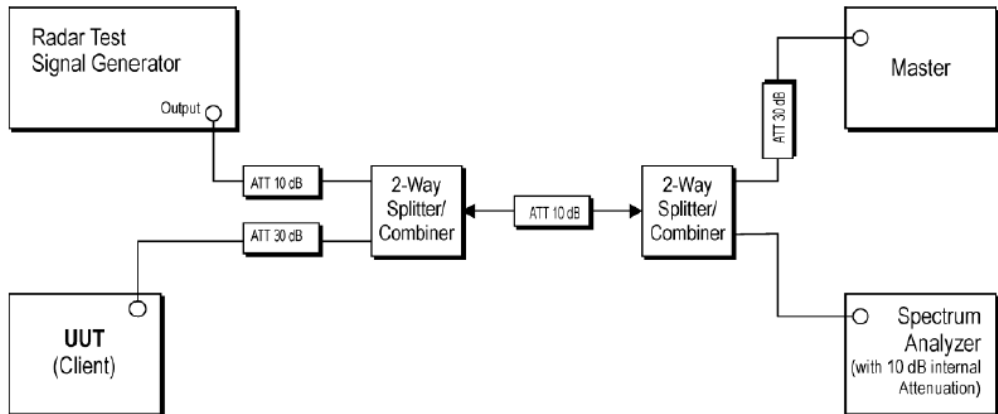 Radar Test
Signal Generator
Output
ATT 10 dB
ATT 30 dB
2-Way
Splitter/
Combiner
ATT 10 dB
2-Way
Splitter/
Combiner
ATT 30 dB
Master
UUT
(Client)
Spectrum
Analyzer
(with 10 dB internal
Attenuation)